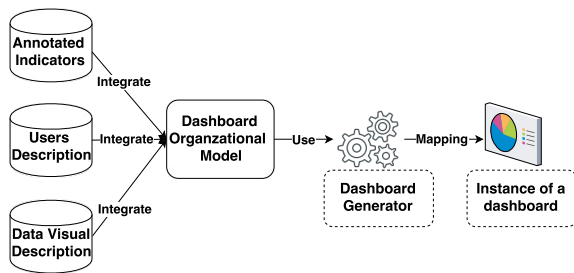 Annotated
Indicators
Integrate
Users
Description
Integrate
Data Visual
Description
Integrate
Dashboard
Organzational
Model
Use
Dashboard
Generator
Mapping
Instance of a
dashboard